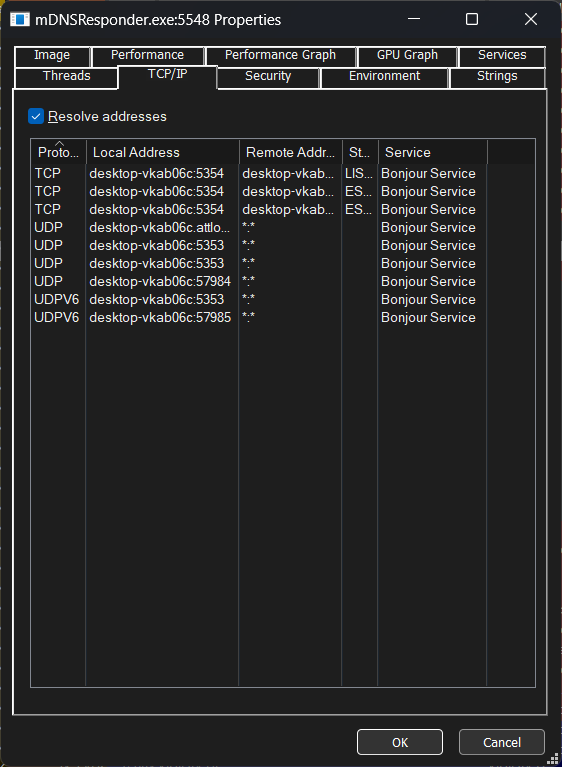 mDNSResponder.exe:5548 Properties
Image Performance Performance Graph GPU Graph Services
Threads TCP/IP Security Environment Strings
Resolve addresses
Proto... Local Address Remote Addr... St... Service
TCP desktop-vkab06c:5354 desktop-vkab... LIS... Bonjour Service
TCP desktop-vkab06c:5354 desktop-vkab... ES... Bonjour Service
TCP desktop-vkab06c:5354 desktop-vkab... ES... Bonjour Service
UDP desktop-vkab06c.attlo... *:* Bonjour Service
UDP desktop-vkab06c:5353 *:* Bonjour Service
UDP desktop-vkab06c:5353 *:* Bonjour Service
UDP desktop-vkab06c:57984 *:* Bonjour Service
UDPV6 desktop-vkab06c:5353 *:* Bonjour Service
UDPV6 desktop-vkab06c:57985 *:* Bonjour Service
OK Cancel